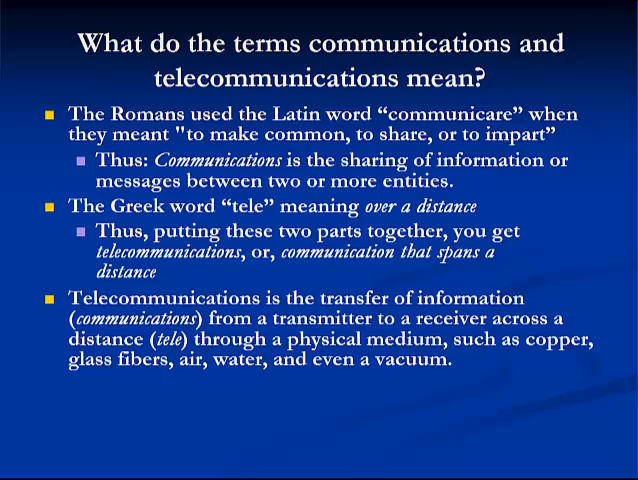 What do the terms communications and
telecommunications mean?
The Romans used the Latin word “communicare” when
they meant "to make common, to share, or to impart”
Thus: Communications is the sharing of information or
messages between two or more entities.
The Greek word “tele” meaning over a distance
Thus, putting these two parts together, you get
telecommunications, or, communication that spans a
distance
Telecommunications is the transfer of information
(communications) from a transmitter to a receiver across a
distance (tele) through a physical medium, such as copper,
glass fibers, air, water, and even a vacuum.